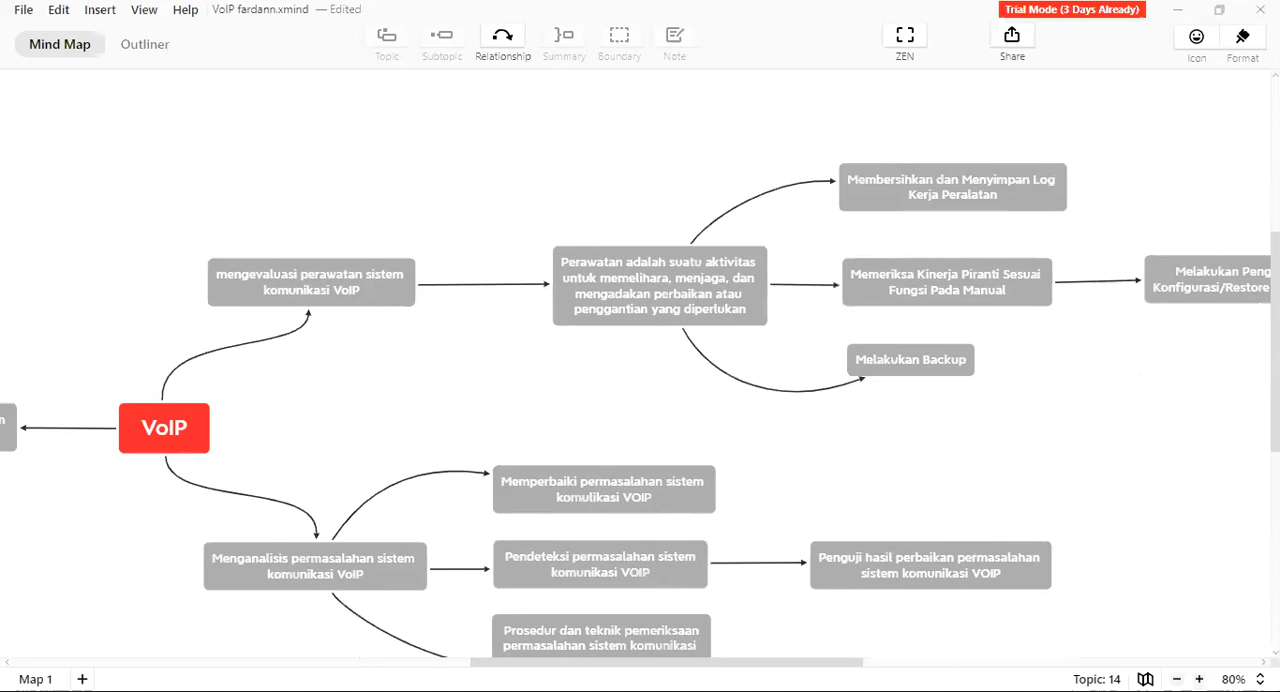 File Edit Insert View Help VoIP fardann.xmind — Edited
Trial Mode (3 Days Already)
Mind Map Outliner
Topic Subtopic Relationship Summary Boundary Note ZEN Share Icon Format
Membersihkan dan Menyimpan Log
Kerja Peralatan
mengevaluasi perawatan sistem
komunikasi VoIP
Perawatan adalah suatu aktivitas
untuk memelihara, menjaga, dan
mengadakan perbaikan atau
penggantian yang diperlukan
Memeriksa Kinerja Piranti Sesuai
Fungsi Pada Manual
Melakukan Peng
Konfigurasi/Restore
Melakukan Backup
VoIP
Memperbaiki permasalahan sistem
komulikasi VOIP
Menganalisis permasalahan sistem
komunikasi VoIP
Pendeteksi permasalahan sistem
komunikasi VOIP
Penguji hasil perbaikan permasalahan
sistem komunikasi VOIP
Prosedur dan teknik pemeriksaan
permasalahan sistem komunikasi
Map 1 +
Topic: 14 − + 80%